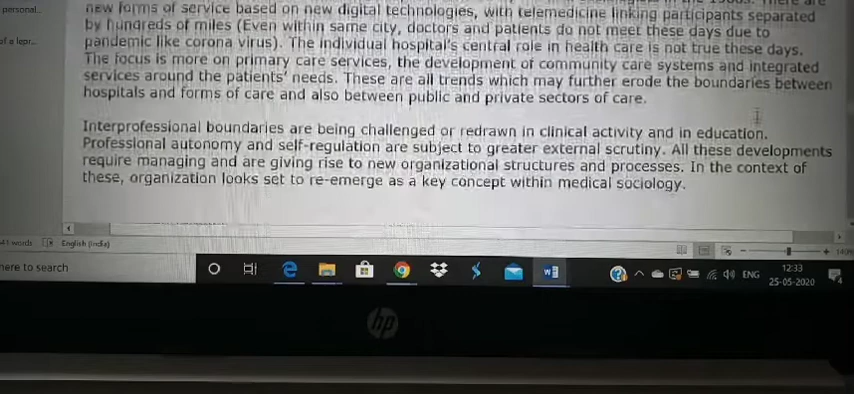 personal...
new forms of service based on new digital technologies, with telemedicine linking participants separated
by hundreds of miles (Even within same city, doctors and patients do not meet these days due to
pandemic like corona virus). The individual hospital's central role in health care is not true these days.
The focus is more on primary care services, the development of community care systems and integrated
services around the patients' needs. These are all trends which may further erode the boundaries between
hospitals and forms of care and also between public and private sectors of care.
Interprofessional boundaries are being challenged or redrawn in clinical activity and in education.
Professional autonomy and self-regulation are subject to greater external scrutiny. All these developments
require managing and are giving rise to new organizational structures and processes. In the context of
these, organization looks set to re-emerge as a key concept within medical sociology.
41 words English (India)
140%
here to search
ENG
12:33
25-05-2020
4
hp